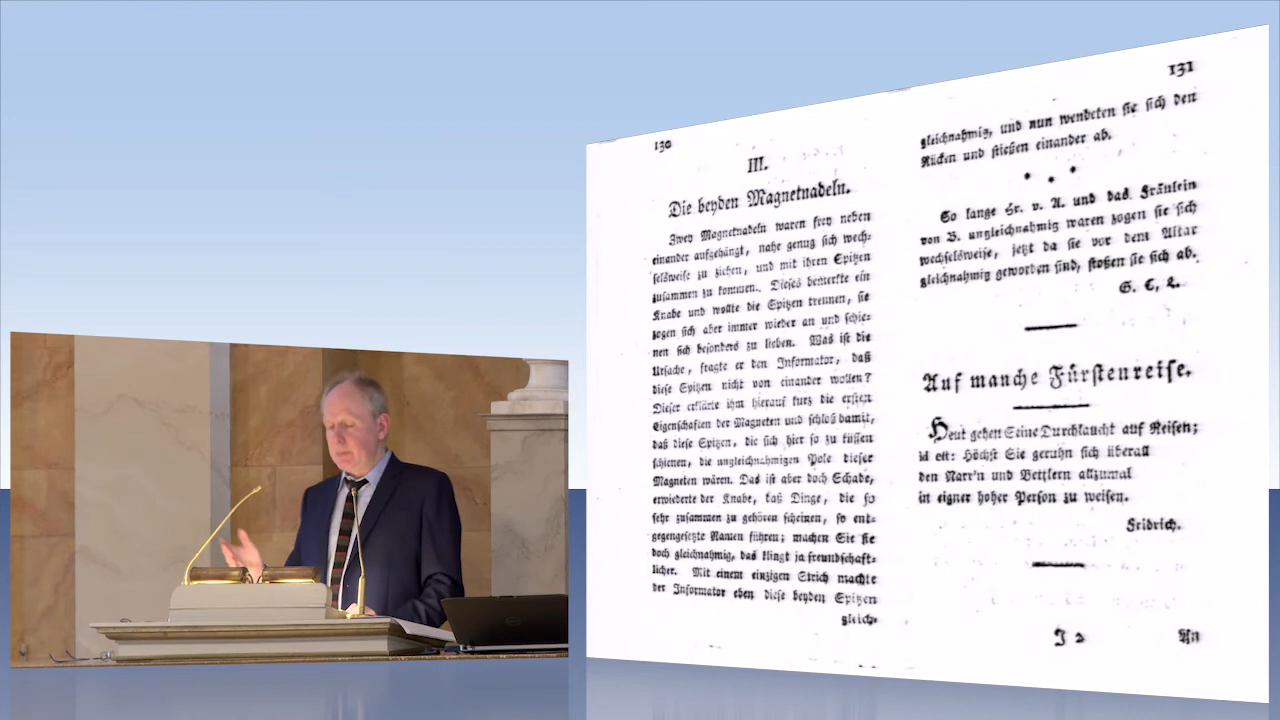 130
III.
Die beyden Magnetnadeln.
Zwey Magnetnadeln waren frey neben
einander aufgehängt, nahe genug ſich wech-
ſelsweiſe zu ziehen, und mit ihren Spitzen
zuſammen zu kommen. Dieſes bemerkte ein
Knabe und wollte die Spitzen trennen, ſie
zogen ſich aber immer wieder an und ſchie-
nen ſich beſonders zu lieben. Was iſt die
Urſache, fragte er den Informator, daß
dieſe Spitzen nicht von einander wollen?
Dieſer erklärte ihm hierauf kurz die erſten
Eigenſchaften der Magneten und ſchloß damit,
daß dieſe Spitzen, die ſich hier ſo zu küſſen
ſchienen, die ungleichnahmigen Pole dieſer
Magneten wären. Das iſt aber doch Schade,
erwiederte der Knabe, daß Dinge, die ſo
ſehr zuſammen zu gehören ſcheinen, ſo ent-
gegengeſetzte Namen führen; machen Sie ſie
doch gleichnahmig, das klingt ja freundſchaft-
licher. Mit einem einzigen Strich machte
der Informator eben dieſe beyden Spitzen
gleich-
131
gleichnahmig, und nun wendeten ſie ſich den
Rücken und ſtießen einander ab.
* * *
So lange Hr. v. A. und das Fräulein
von B. ungleichnahmig waren zogen ſie ſich
wechſelsweiſe, jetzt da ſie vor dem Altar
gleichnahmig geworden ſind, ſtoßen ſie ſich ab.
G. C. L.
Auf manche Fürſtenreiſe.
Heut gehen Seine Durchlaucht auf Reiſen;
id eſt: Höchſt Sie geruhn ſich überall
den Narr'n und Bettlern allzumal
in eigner hoher Perſon zu weiſen.
Fridrich.
J 2
An